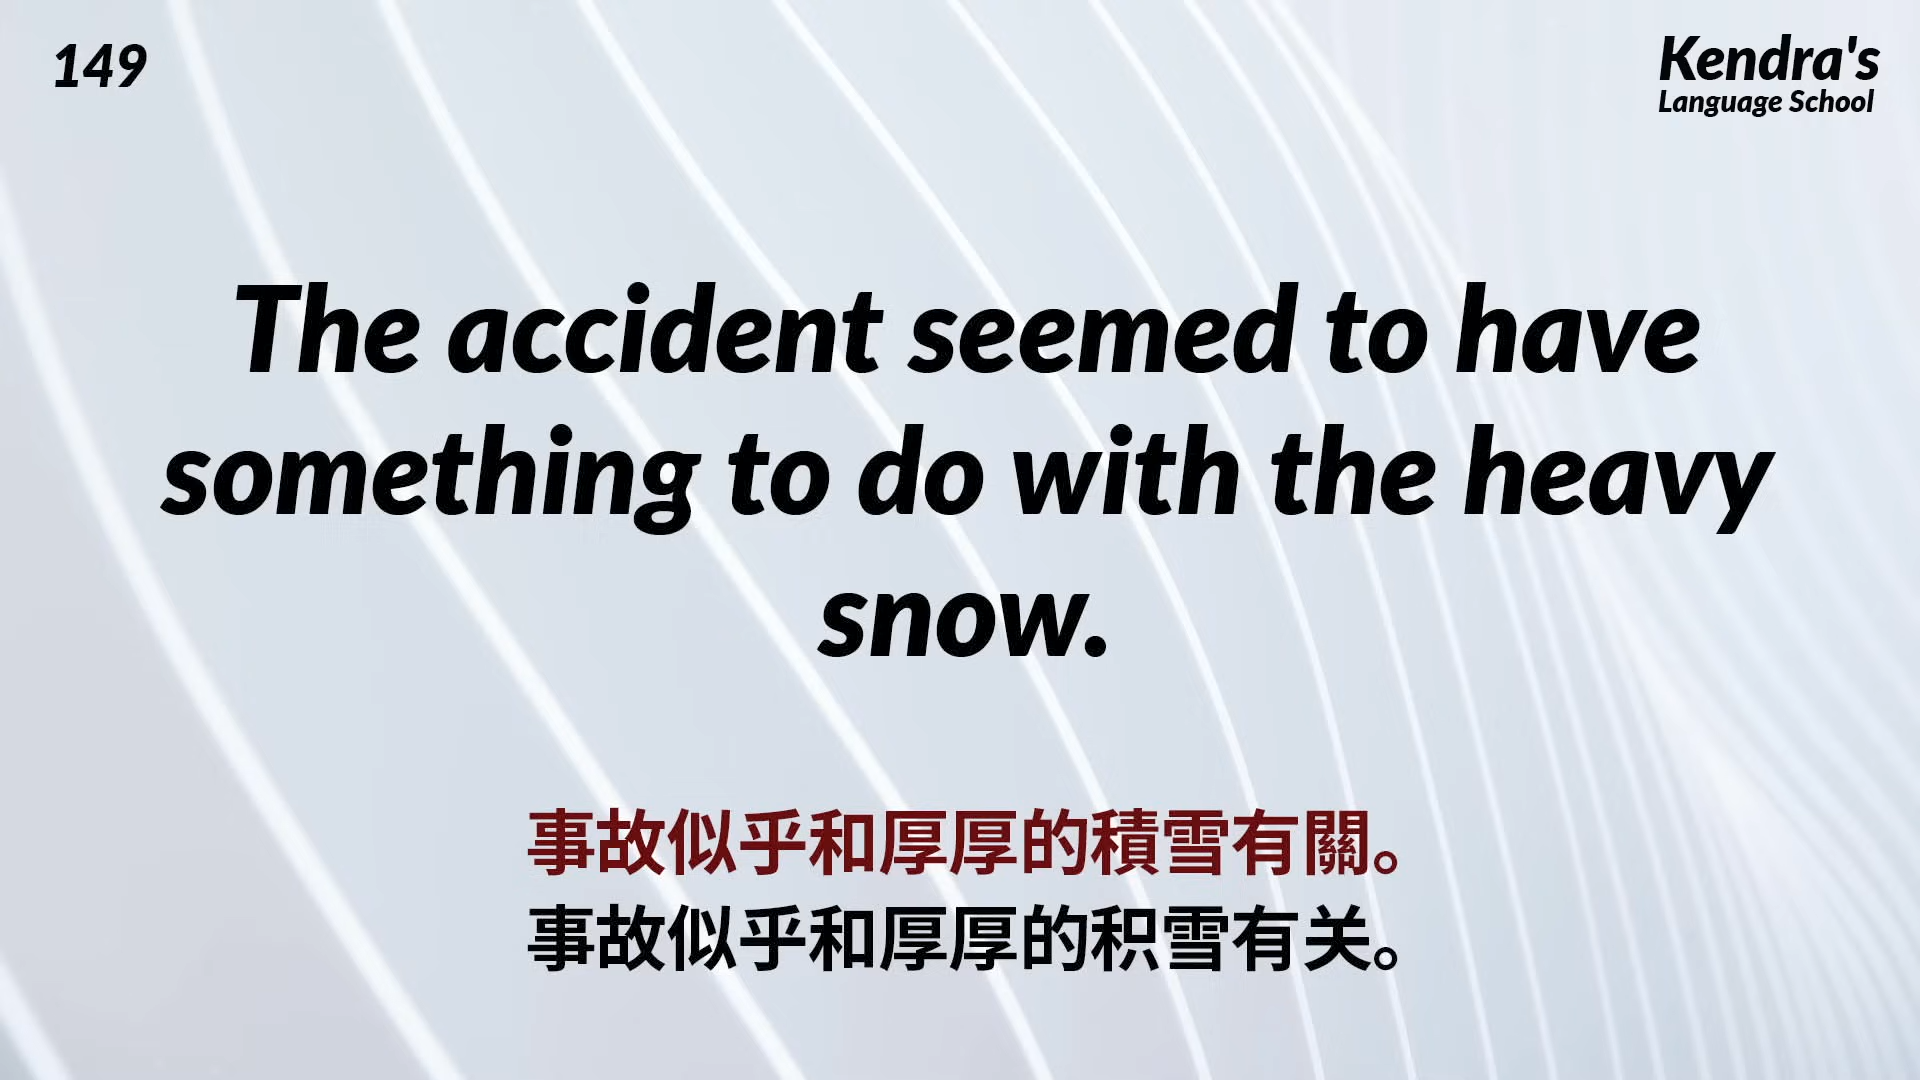 149
Kendra's
Language School
The accident seemed to have
something to do with the heavy
snow.
事故似乎和厚厚的積雪有關。
事故似乎和厚厚的积雪有关。